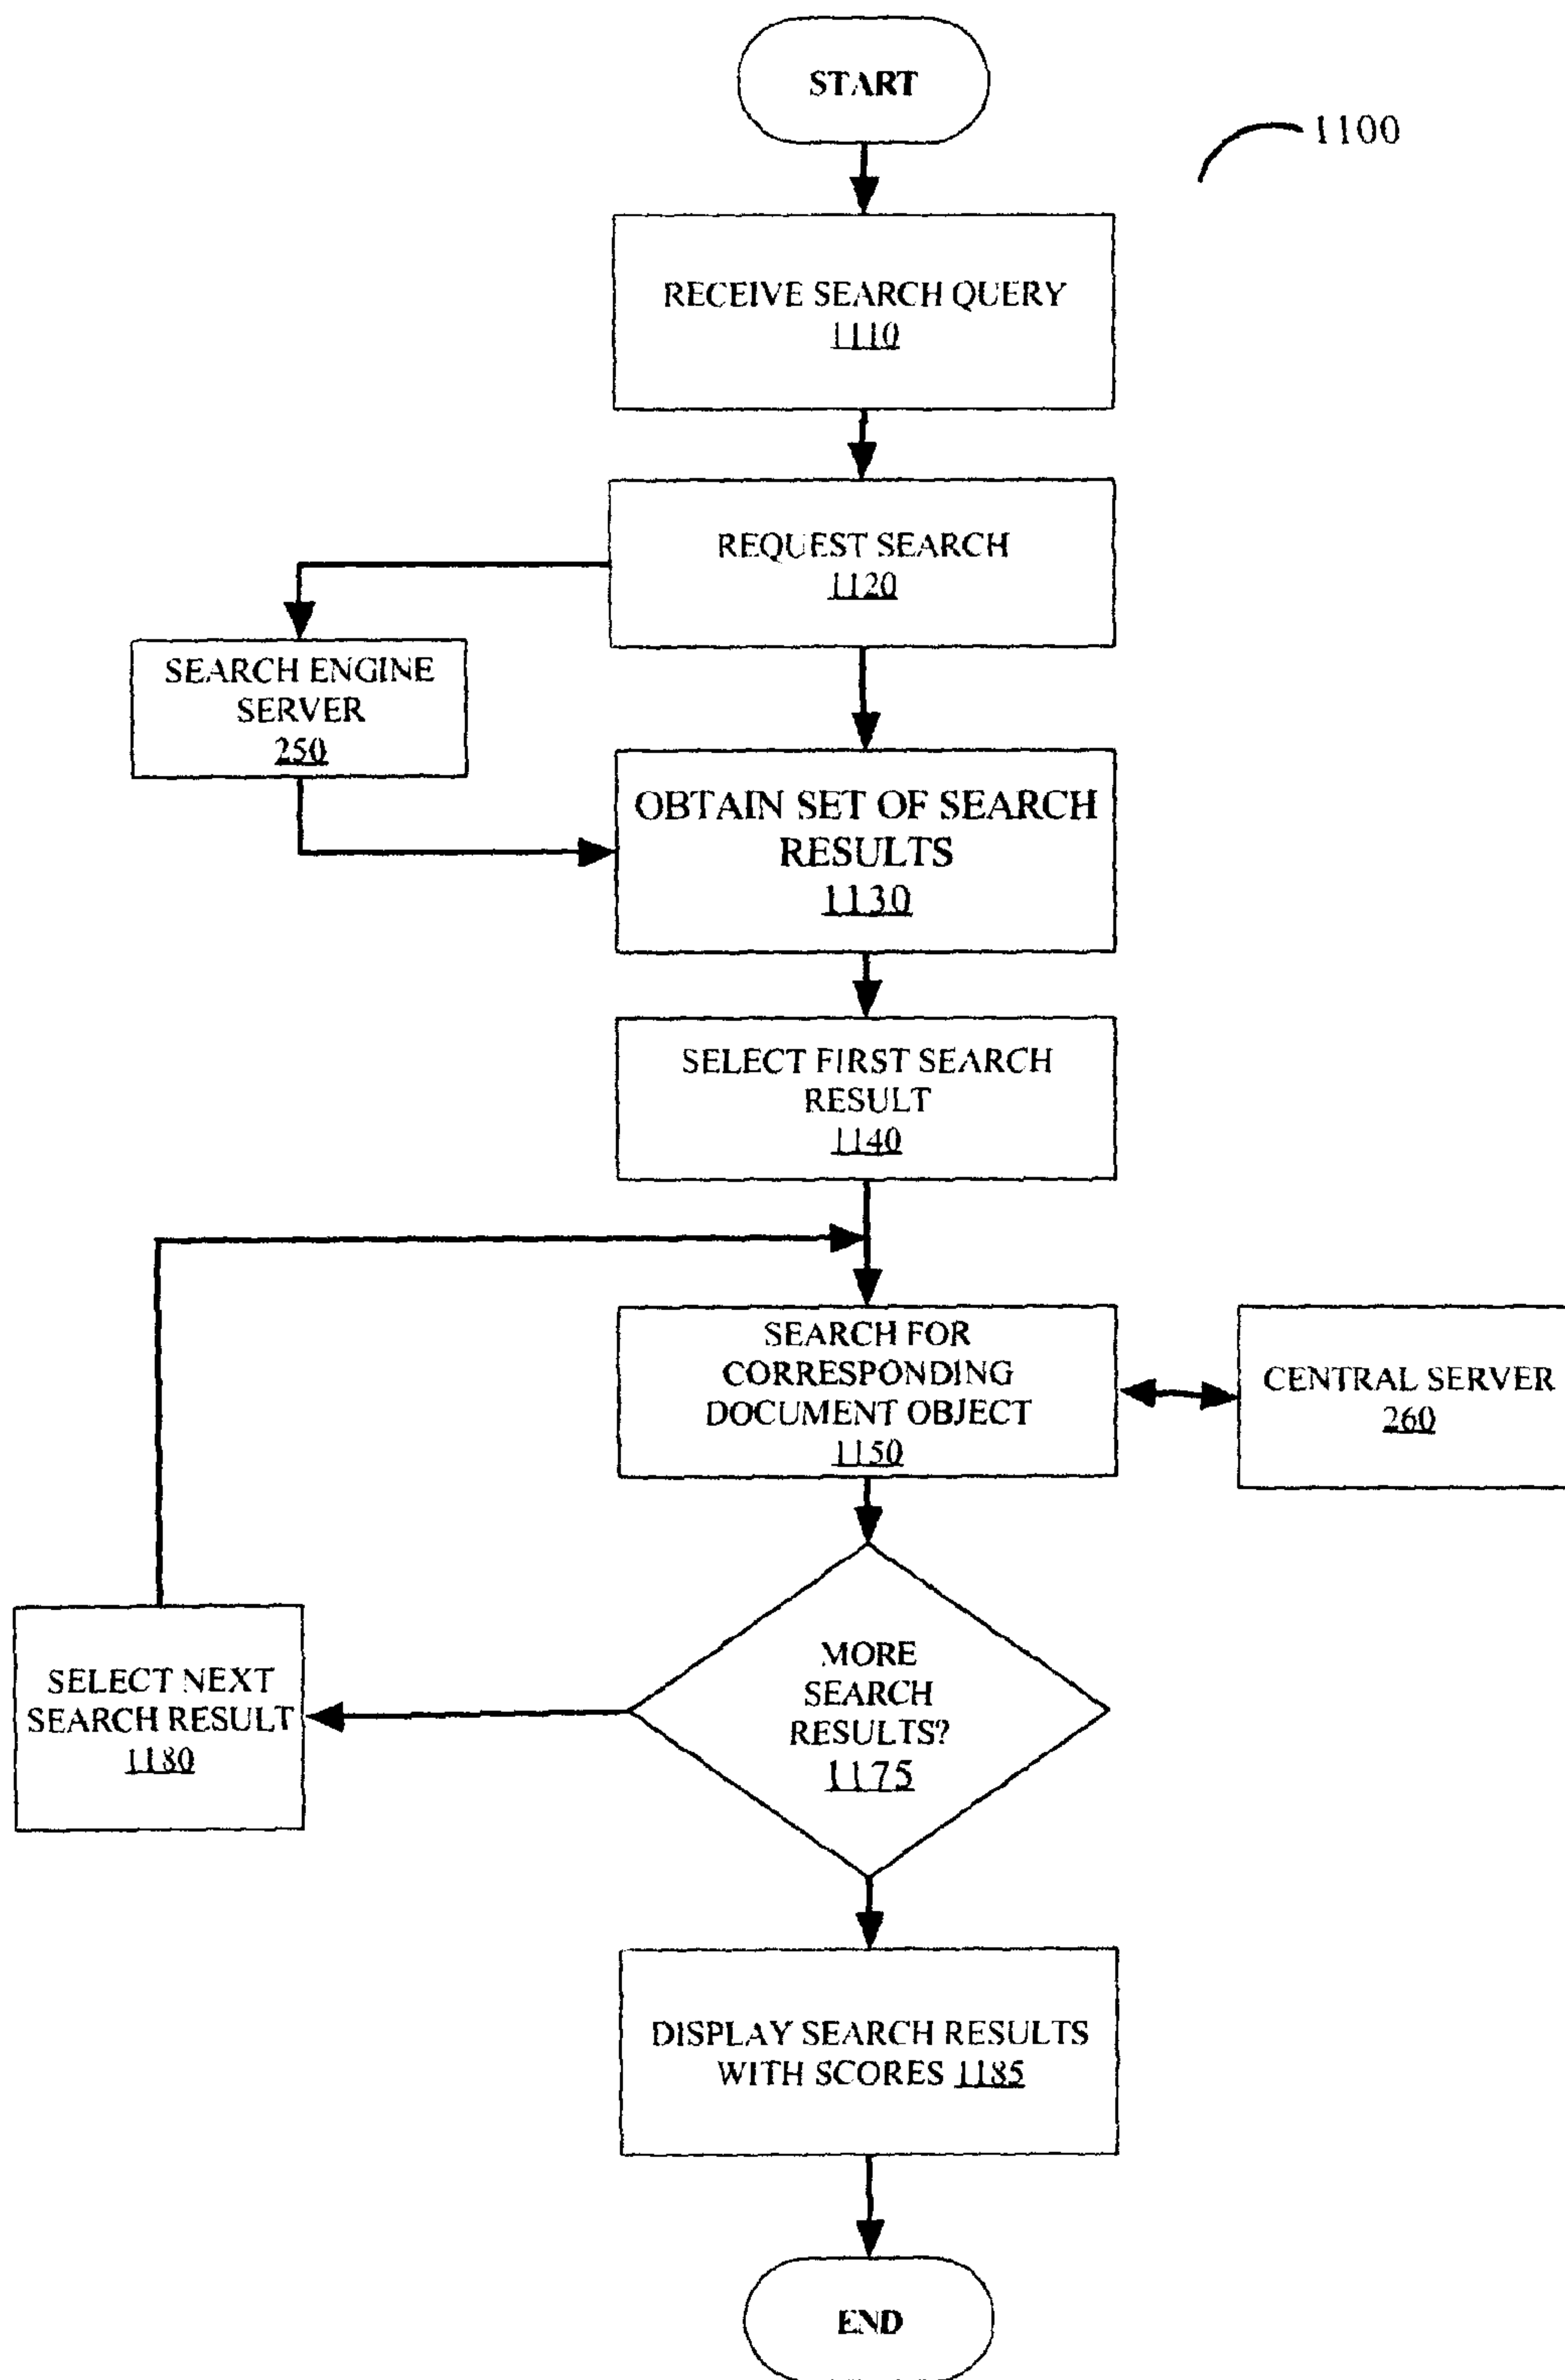 START
1100
RECEIVE SEARCH QUERY
1110
REQUEST SEARCH
1120
SEARCH ENGINE
SERVER
250
OBTAIN SET OF SEARCH
RESULTS
1130
SELECT FIRST SEARCH
RESULT
1140
SEARCH FOR
CORRESPONDING
DOCUMENT OBJECT
1150
CENTRAL SERVER
260
MORE
SEARCH
RESULTS?
1175
SELECT NEXT
SEARCH RESULT
1180
DISPLAY SEARCH RESULTS
WITH SCORES 1185
END